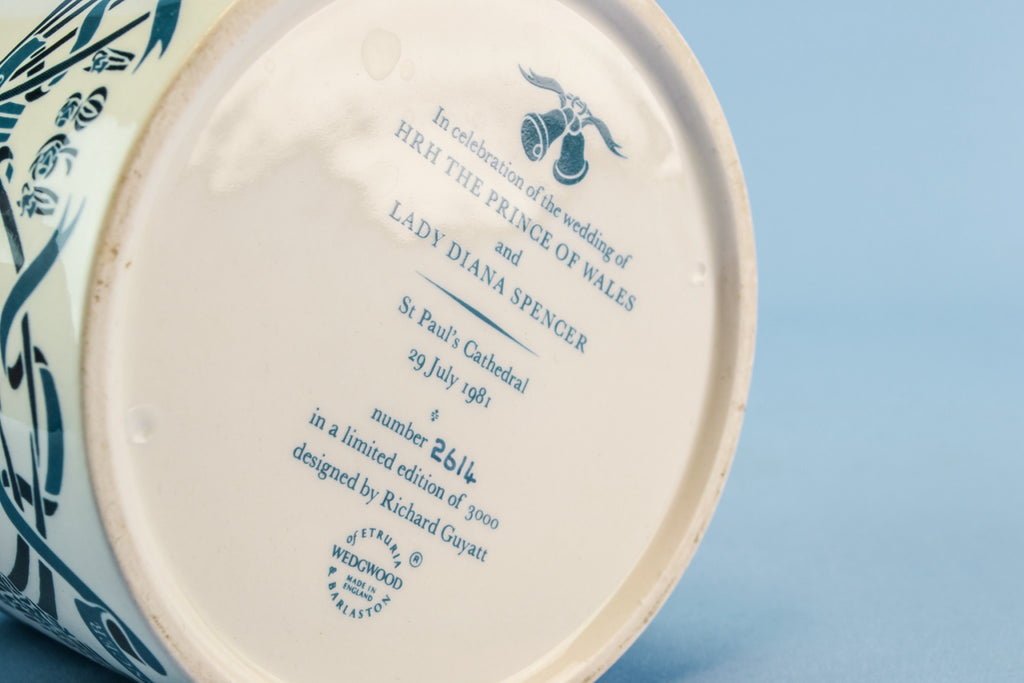 In celebration of the wedding of
HRH THE PRINCE OF WALES
and
LADY DIANA SPENCER
St Paul's Cathedral
29 July 1981
number 2614
in a limited edition of 3000
designed by Richard Guyatt
of ETRURIA
WEDGWOOD ®
MADE IN
ENGLAND
& BARLASTON